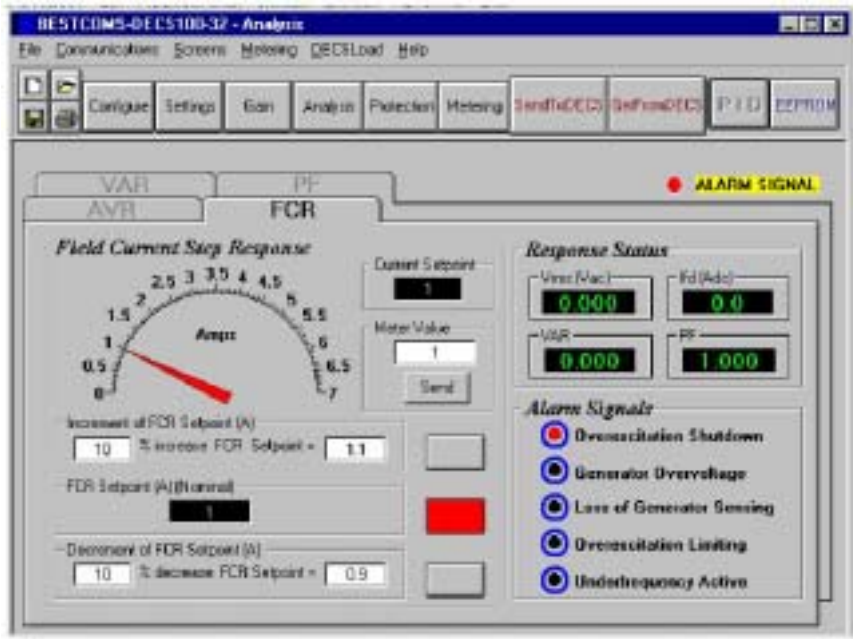 BESTCOMS-DECS100-32 - Analysis
File Communications Screens Metering DECSLoad Help
Configure Settings Gain Analysis Protection Metering SendToDECS GetFromDECS PID EEPROM
VAR PF
AVR FCR
ALARM SIGNAL
Field Current Step Response
0 0.5 1 1.5 2 2.5 3 3.5 4 4.5 5 5.5 6 6.5 7
Amps
Current Setpoint
1
Meter Value
1
Send
Increment of FCR Setpoint (A)
10 % increase FCR Setpoint = 1.1
FCR Setpoint (A)(Nominal)
1
Decrement of FCR Setpoint (A)
10 % decrease FCR Setpoint = 0.9
Response Status
Vrms (Vac) Ifd (Adc)
0.000 0.0
VAR PF
0.000 1.000
Alarm Signals
Overexcitation Shutdown
Generator Overvoltage
Loss of Generator Sensing
Overexcitation Limiting
Underfrequency Active